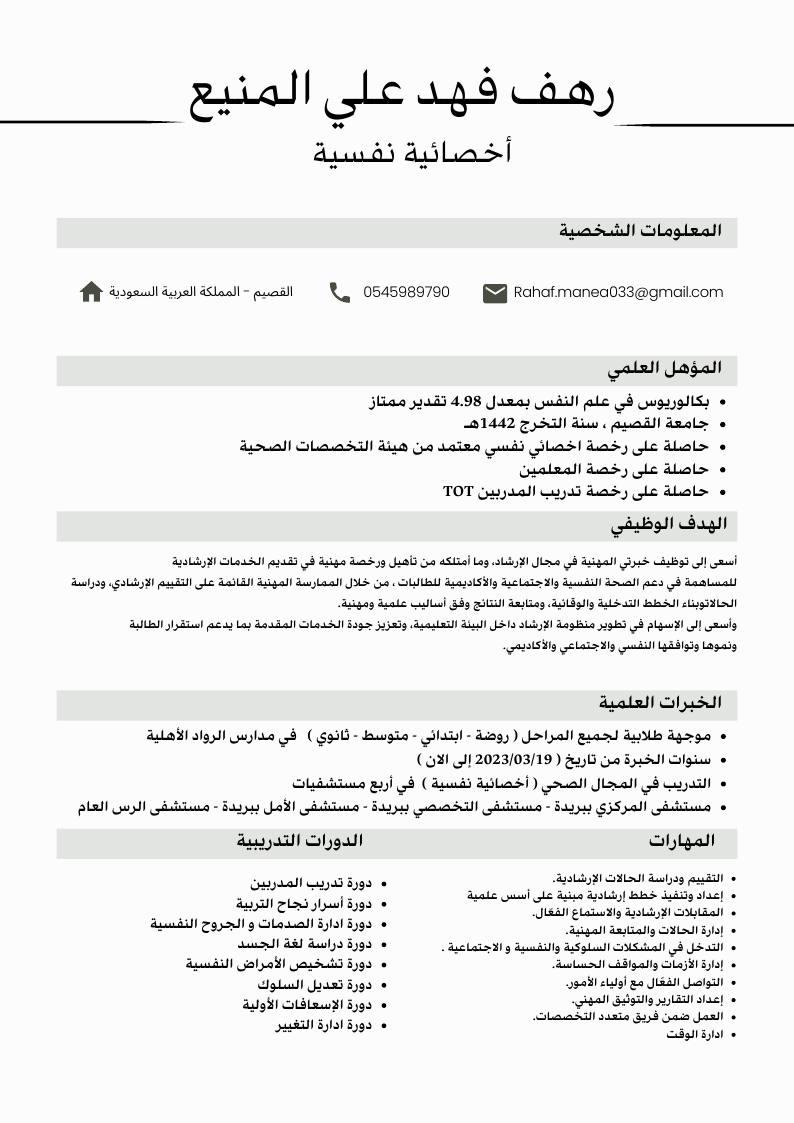 رهف فهد علي المنيع
أخصائية نفسية
المعلومات الشخصية
Rahaf.manea033@gmail.com
0545989790
القصيم - المملكة العربية السعودية
المؤهل العلمي
• بكالوريوس في علم النفس بمعدل 4.98 تقدير ممتاز
• جامعة القصيم ، سنة التخرج 1442هـ
• حاصلة على رخصة اخصائي نفسي معتمد من هيئة التخصصات الصحية
• حاصلة على رخصة المعلمين
• حاصلة على رخصة تدريب المدربين TOT
الهدف الوظيفي
أسعى إلى توظيف خبرتي المهنية في مجال الإرشاد، وما أمتلكه من تأهيل ورخصة مهنية في تقديم الخدمات الإرشادية
للمساهمة في دعم الصحة النفسية والاجتماعية والأكاديمية للطالبات ، من خلال الممارسة المهنية القائمة على التقييم الإرشادي، ودراسة
الحالاتوبناء الخطط التدخلية والوقائية، ومتابعة النتائج وفق أساليب علمية ومهنية.
وأسعى إلى الإسهام في تطوير منظومة الإرشاد داخل البيئة التعليمية، وتعزيز جودة الخدمات المقدمة بما يدعم استقرار الطالبة
ونموها وتوافقها النفسي والاجتماعي والأكاديمي.
الخبرات العلمية
• موجهة طلابية لجميع المراحل ( روضة - ابتدائي - متوسط - ثانوي ) في مدارس الرواد الأهلية
• سنوات الخبرة من تاريخ ( 2023/03/19 إلى الان )
• التدريب في المجال الصحي ( أخصائية نفسية ) في أربع مستشفيات
• مستشفى المركزي ببريدة - مستشفى التخصصي ببريدة - مستشفى الأمل ببريدة - مستشفى الرس العام
المهارات
• التقييم ودراسة الحالات الإرشادية.
• إعداد وتنفيذ خطط إرشادية مبنية على أسس علمية
• المقابلات الإرشادية والاستماع الفعّال.
• إدارة الحالات والمتابعة المهنية.
• التدخل في المشكلات السلوكية والنفسية و الاجتماعية .
• إدارة الأزمات والمواقف الحساسة.
• التواصل الفعّال مع أولياء الأمور.
• إعداد التقارير والتوثيق المهني.
• العمل ضمن فريق متعدد التخصصات.
• ادارة الوقت
الدورات التدريبية
• دورة تدريب المدربين
• دورة أسرار نجاح التربية
• دورة ادارة الصدمات و الجروح النفسية
• دورة دراسة لغة الجسد
• دورة تشخيص الأمراض النفسية
• دورة تعديل السلوك
• دورة الإسعافات الأولية
• دورة ادارة التغيير